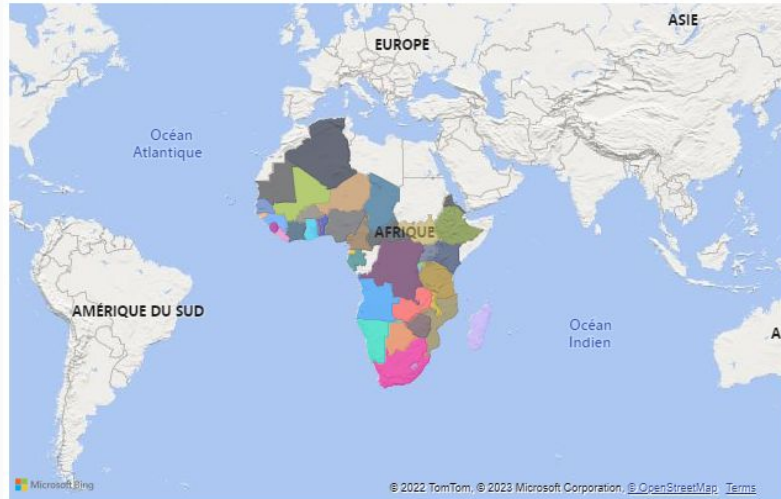 ASIE
EUROPE
Océan
Atlantique
AFRIQUE
AMÉRIQUE DU SUD
Océan
Indien
A
Microsoft Bing
© 2022 TomTom, © 2023 Microsoft Corporation, © OpenStreetMap Terms